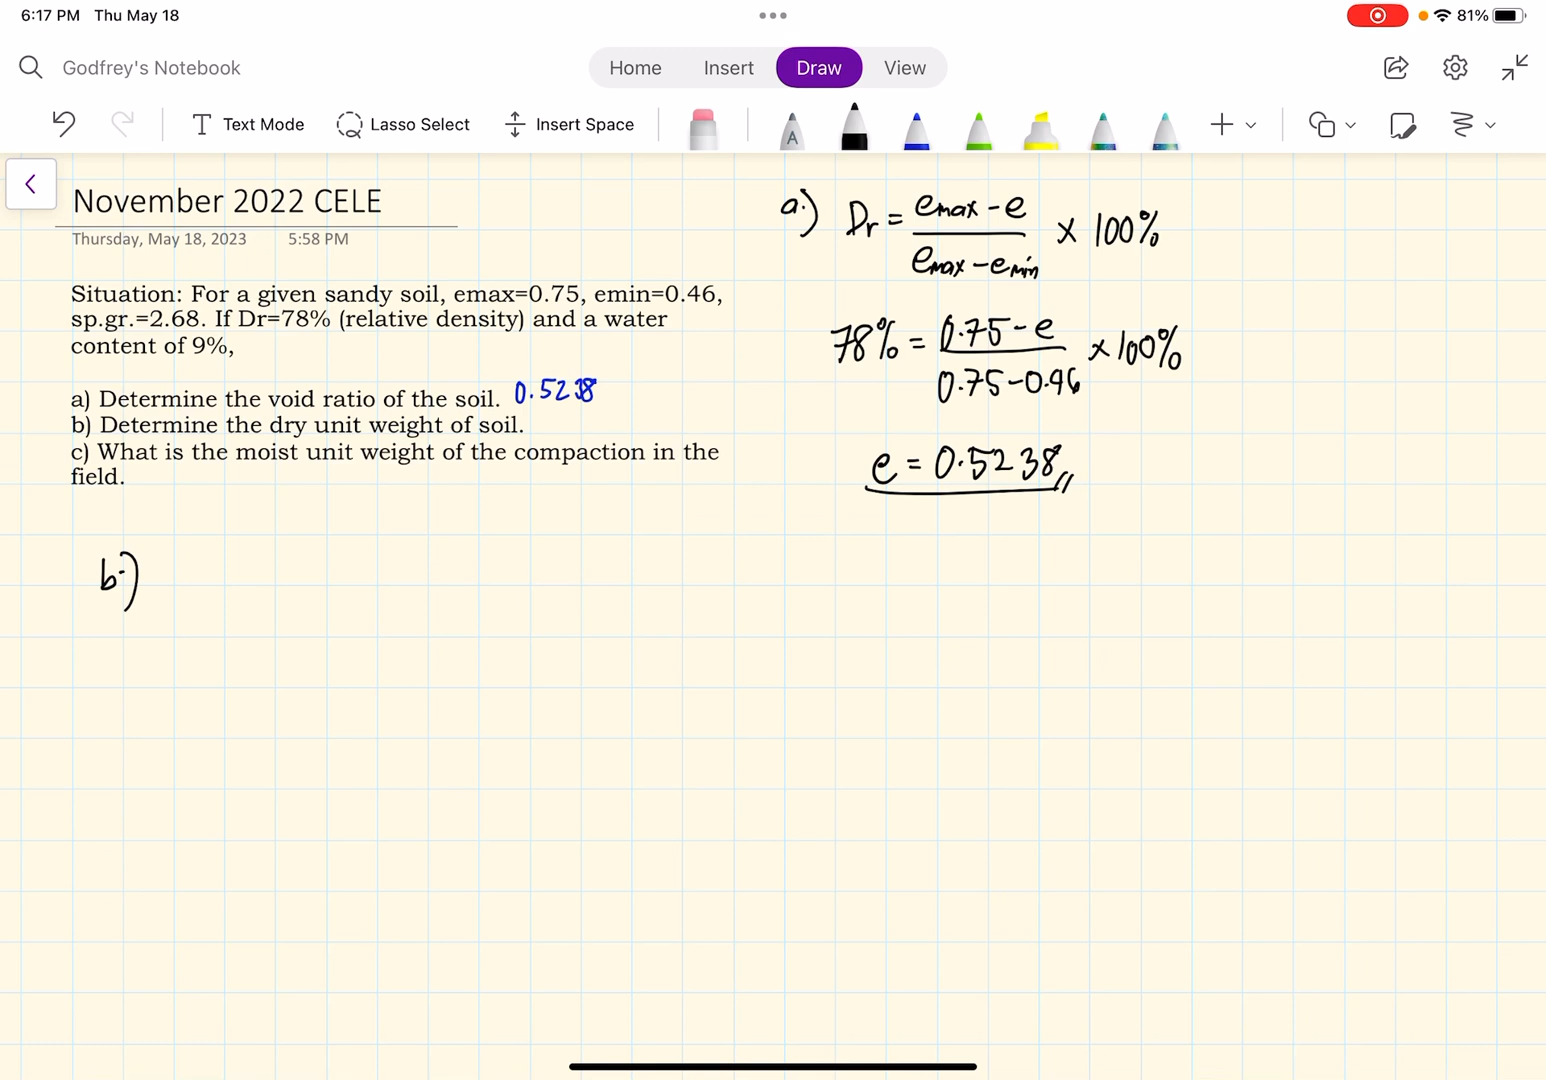 6:17 PM Thu May 18
81%
Godfrey's Notebook
Home Insert Draw View
Text Mode Lasso Select Insert Space
A
November 2022 CELE
Thursday, May 18, 2023 5:58 PM
Situation: For a given sandy soil, emax=0.75, emin=0.46,
sp.gr.=2.68. If Dr=78% (relative density) and a water
content of 9%,
a) Determine the void ratio of the soil. 0.5238
b) Determine the dry unit weight of soil.
c) What is the moist unit weight of the compaction in the
field.
a.) Dr = emax - e
emax - emin
x 100%
78% = 0.75 - e
0.75 - 0.46
x 100%
e = 0.5238
b.)